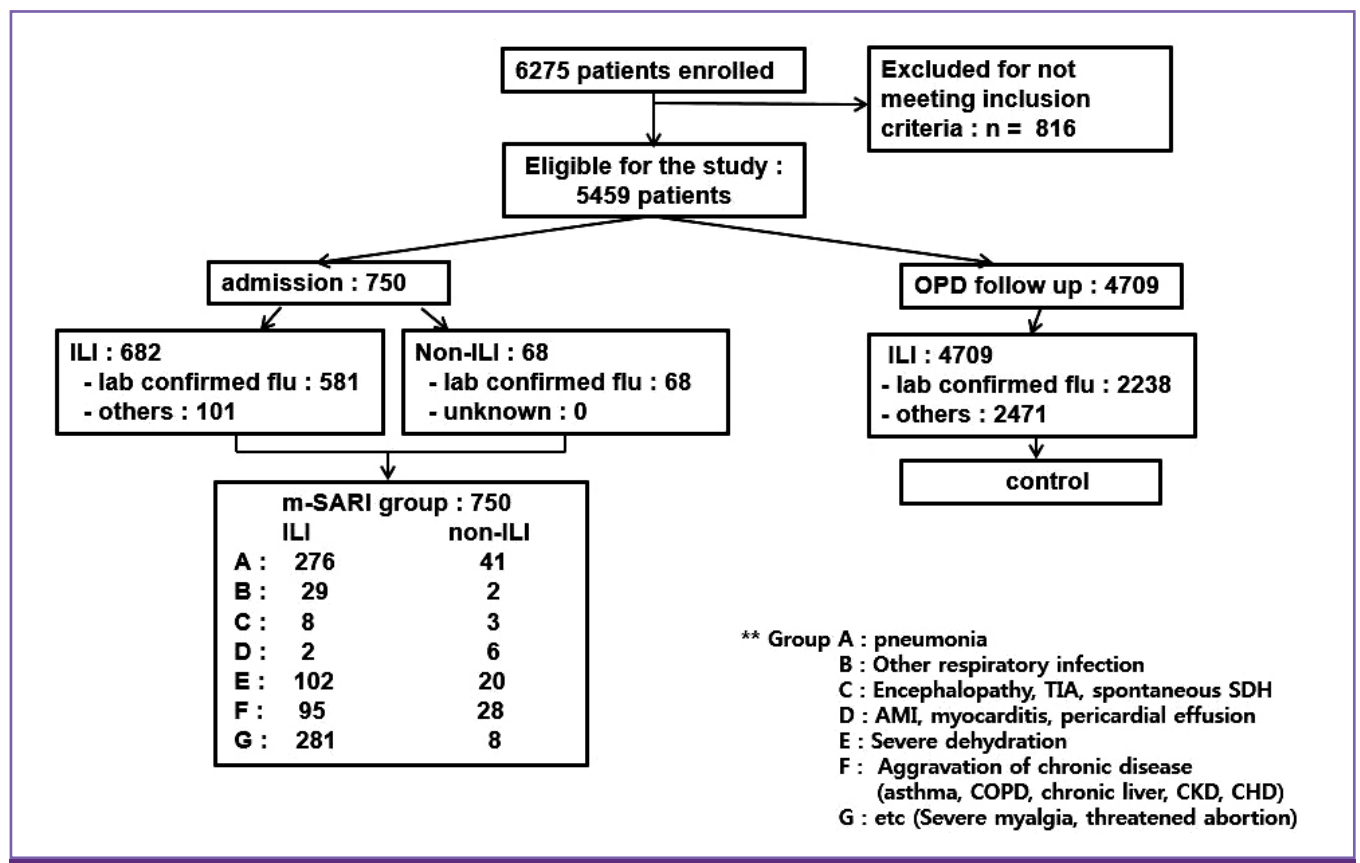 6275 patients enrolled
Excluded for not
meeting inclusion
criteria : n = 816
Eligible for the study :
5459 patients
admission : 750
OPD follow up : 4709
ILI : 682
- lab confirmed flu : 581
- others : 101
Non-ILI : 68
- lab confirmed flu : 68
- unknown : 0
ILI : 4709
- lab confirmed flu : 2238
- others : 2471
control
m-SARI group : 750
ILI non-ILI
A : 276 41
B : 29 2
C : 8 3
D : 2 6
E : 102 20
F : 95 28
G : 281 8
** Group A : pneumonia
B : Other respiratory infection
C : Encephalopathy, TIA, spontaneous SDH
D : AMI, myocarditis, pericardial effusion
E : Severe dehydration
F : Aggravation of chronic disease
(asthma, COPD, chronic liver, CKD, CHD)
G : etc (Severe myalgia, threatened abortion)